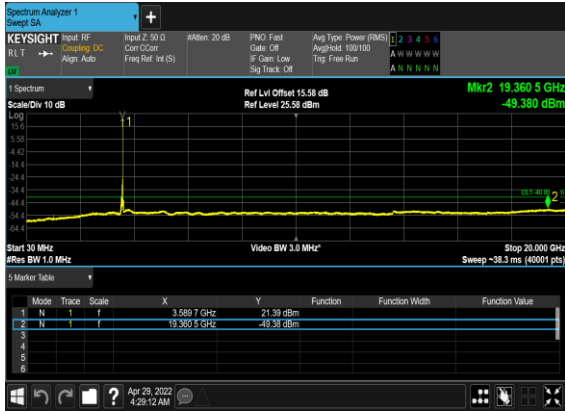 Spectrum Analyzer 1
Swept SA
+
KEYSIGHT Input: RF Input Z: 50 Ω #Atten: 20 dB PNO: Fast Avg Type: Power (RMS) 1 2 3 4 5 6
RLT Coupling: DC Corr CCorr Gate: Off Avg|Hold: 100/100 A W W W W W
Align: Auto Freq Ref: Int (S) IF Gain: Low Trig: Free Run
Sig Track: Off A N N N N N
1 Spectrum Ref Lvl Offset 15.58 dB Mkr2 19.360 5 GHz
Scale/Div 10 dB Ref Level 25.58 dBm -49.380 dBm
Log
15.6 1
5.58
-4.42
-14.4
-24.4
-34.4
-44.4 2
-54.4
-64.4
Start 30 MHz Video BW 3.0 MHz* Stop 20.000 GHz
#Res BW 1.0 MHz Sweep ~38.3 ms (40001 pts)
5 Marker Table
Mode Trace Scale X Y Function Function Width Function Value
1 N 1 f 3.589 7 GHz 21.39 dBm
2 N 1 f 19.360 5 GHz -49.38 dBm
3
4
5
6
? Apr 29, 2022
4:29:12 AM